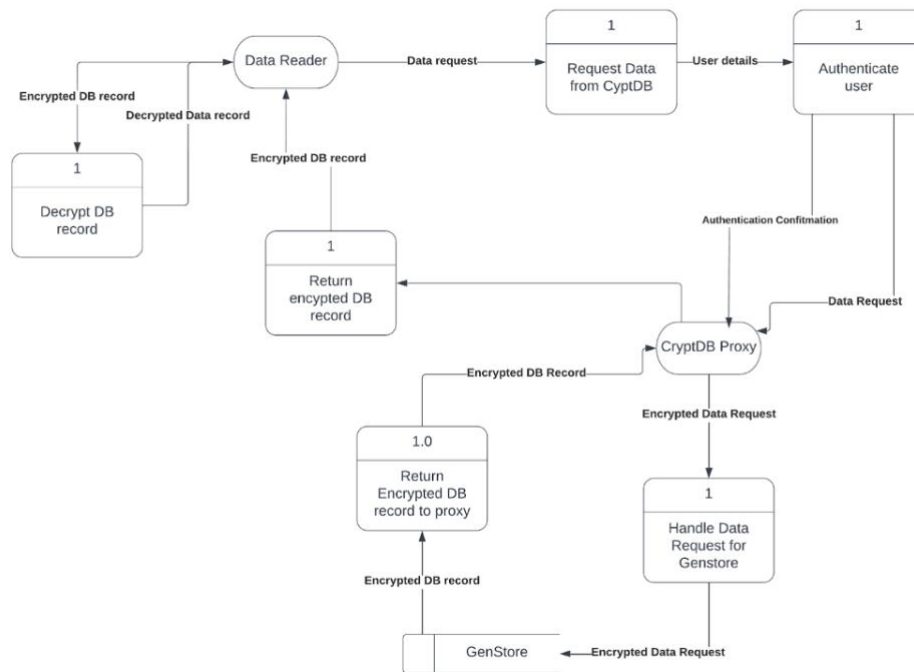 1
1
Data Reader
Data request
Request Data
from CyptDB
User details
Authenticate
user
Encrypted DB record
Decrypted Data record
1
Decrypt DB
record
Encrypted DB record
1
Return
encypted DB
record
Authentication Confitmation
Data Request
CryptDB Proxy
Encrypted DB Record
Encrypted Data Request
1.0
Return
Encrypted DB
record to proxy
1
Handle Data
Request for
Genstore
Encrypted DB record
GenStore
Encrypted Data Request